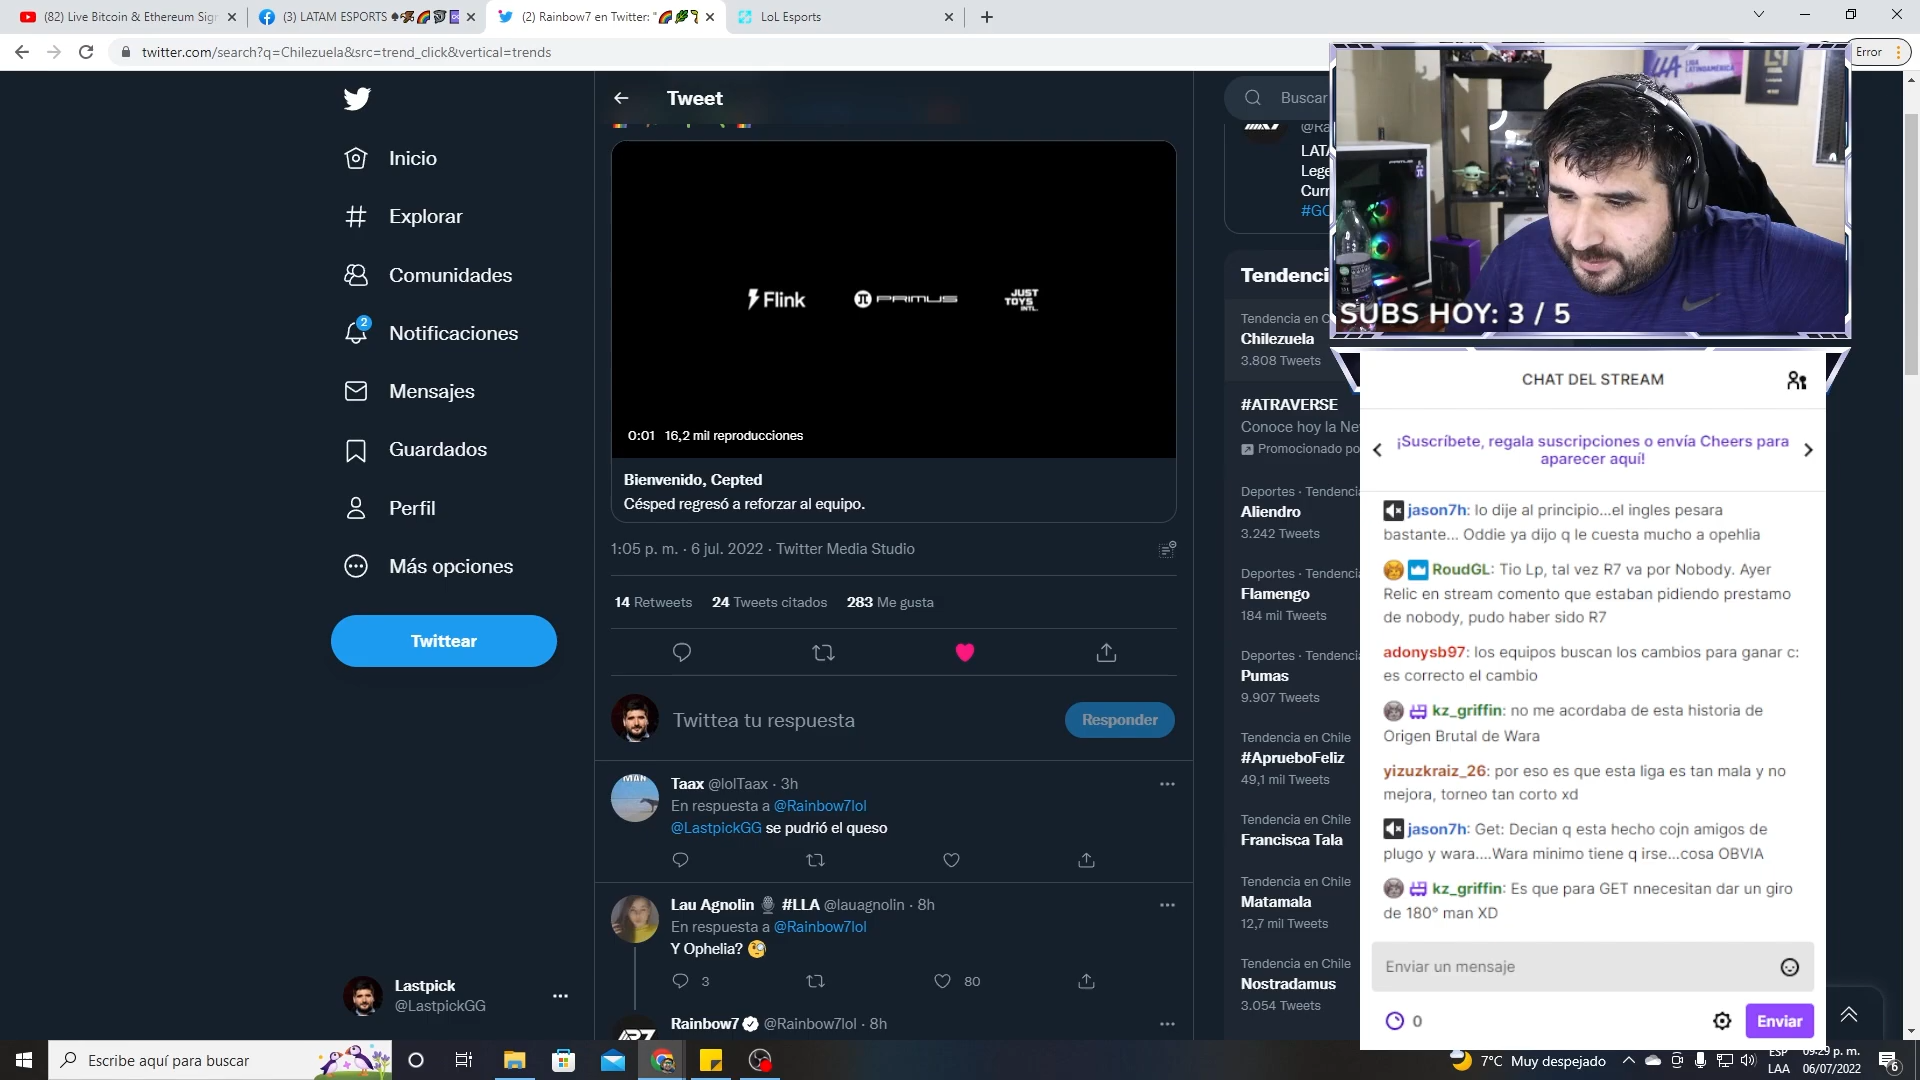 (82) Live Bitcoin & Ethereum Sign
(3) LATAM ESPORTS
(2) Rainbow7 en Twitter: "
LoL Esports
twitter.com/search?q=Chilezuela&src=trend_click&vertical=trends
Error
Tweet
Buscar
Inicio
Explorar
Comunidades
2
Notificaciones
Mensajes
Guardados
Perfil
Más opciones
Twittear
Lastpick
@LastpickGG
Flink
PRIMUS
JUST
TOYS
INTL.
0:01 16,2 mil reproducciones
Bienvenido, Cepted
Césped regresó a reforzar al equipo.
1:05 p. m. · 6 jul. 2022 · Twitter Media Studio
14 Retweets 24 Tweets citados 283 Me gusta
Twittea tu respuesta
Responder
Taax @lolTaax · 3h
En respuesta a @Rainbow7lol
@LastpickGG se pudrió el queso
Lau Agnolin #LLA @lauagnolin · 8h
En respuesta a @Rainbow7lol
Y Ophelia?
3
80
Rainbow7 @Rainbow7lol · 8h
@Ra
LATA
Lege
Curr
#GO
Tendenci
Tendencia en C
Chilezuela
3.808 Tweets
#ATRAVERSE
Conoce hoy la Ne
Promocionado po
Deportes · Tendencia
Aliendro
3.242 Tweets
Deportes · Tendencia
Flamengo
184 mil Tweets
Deportes · Tendencia
Pumas
9.907 Tweets
Tendencia en Chile
#AprueboFeliz
49,1 mil Tweets
Tendencia en Chile
Francisca Tala
Tendencia en Chile
Matamala
12,7 mil Tweets
Tendencia en Chile
Nostradamus
3.054 Tweets
LIGA
LATINOAMÉRICA
PRIMUS
SUBS HOY: 3 / 5
CHAT DEL STREAM
¡Suscríbete, regala suscripciones o envía Cheers para
aparecer aquí!
jason7h: lo dije al principio...el ingles pesara
bastante... Oddie ya dijo q le cuesta mucho a opehlia
RoudGL: Tio Lp, tal vez R7 va por Nobody. Ayer
Relic en stream comento que estaban pidiendo prestamo
de nobody, pudo haber sido R7
adonysb97: los equipos buscan los cambios para ganar c:
es correcto el cambio
kz_griffin: no me acordaba de esta historia de
Origen Brutal de Wara
yizuzkraiz_26: por eso es que esta liga es tan mala y no
mejora, torneo tan corto xd
jason7h: Get: Decian q esta hecho cojn amigos de
plugo y wara....Wara minimo tiene q irse...cosa OBVIA
kz_griffin: Es que para GET nnecesitan dar un giro
de 180° man XD
Enviar un mensaje
0
Enviar
Escribe aquí para buscar
7°C Muy despejado
ESP
LAA
09:29 p. m.
06/07/2022
6